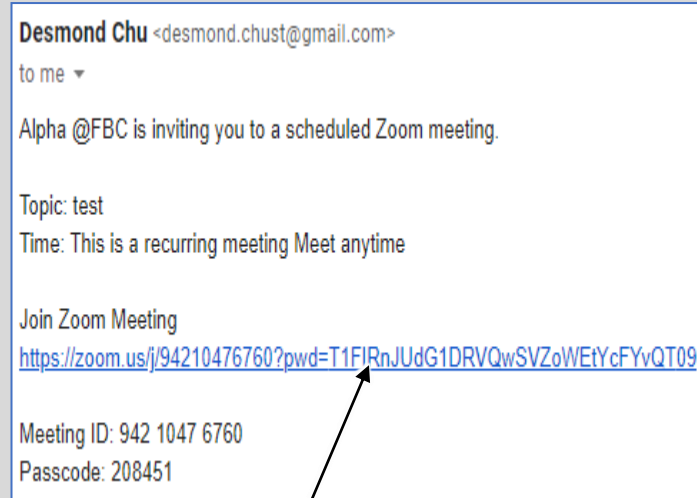 Desmond Chu <desmond.chust@gmail.com>
to me
Alpha @FBC is inviting you to a scheduled Zoom meeting.
Topic: test
Time: This is a recurring meeting Meet anytime
Join Zoom Meeting
https://zoom.us/j/94210476760?pwd=T1FIRnJUdG1DRVQwSVZoWEtYcFYvQT09
Meeting ID: 942 1047 6760
Passcode: 208451